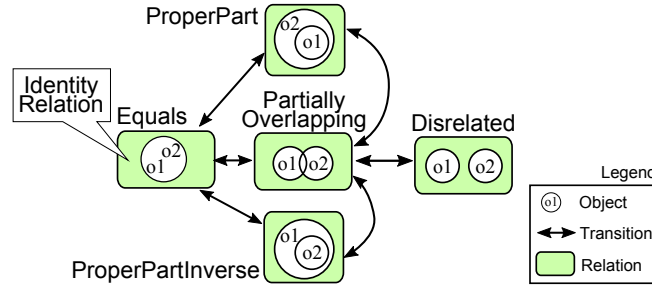 ProperPart
o2
o1
Identity
Relation
Equals
o2
o1
Partially
Overlapping
o1 o2
Disrelated
o1 o2
ProperPartInverse
o1
o2
Legend
o1 Object
Transition
Relation